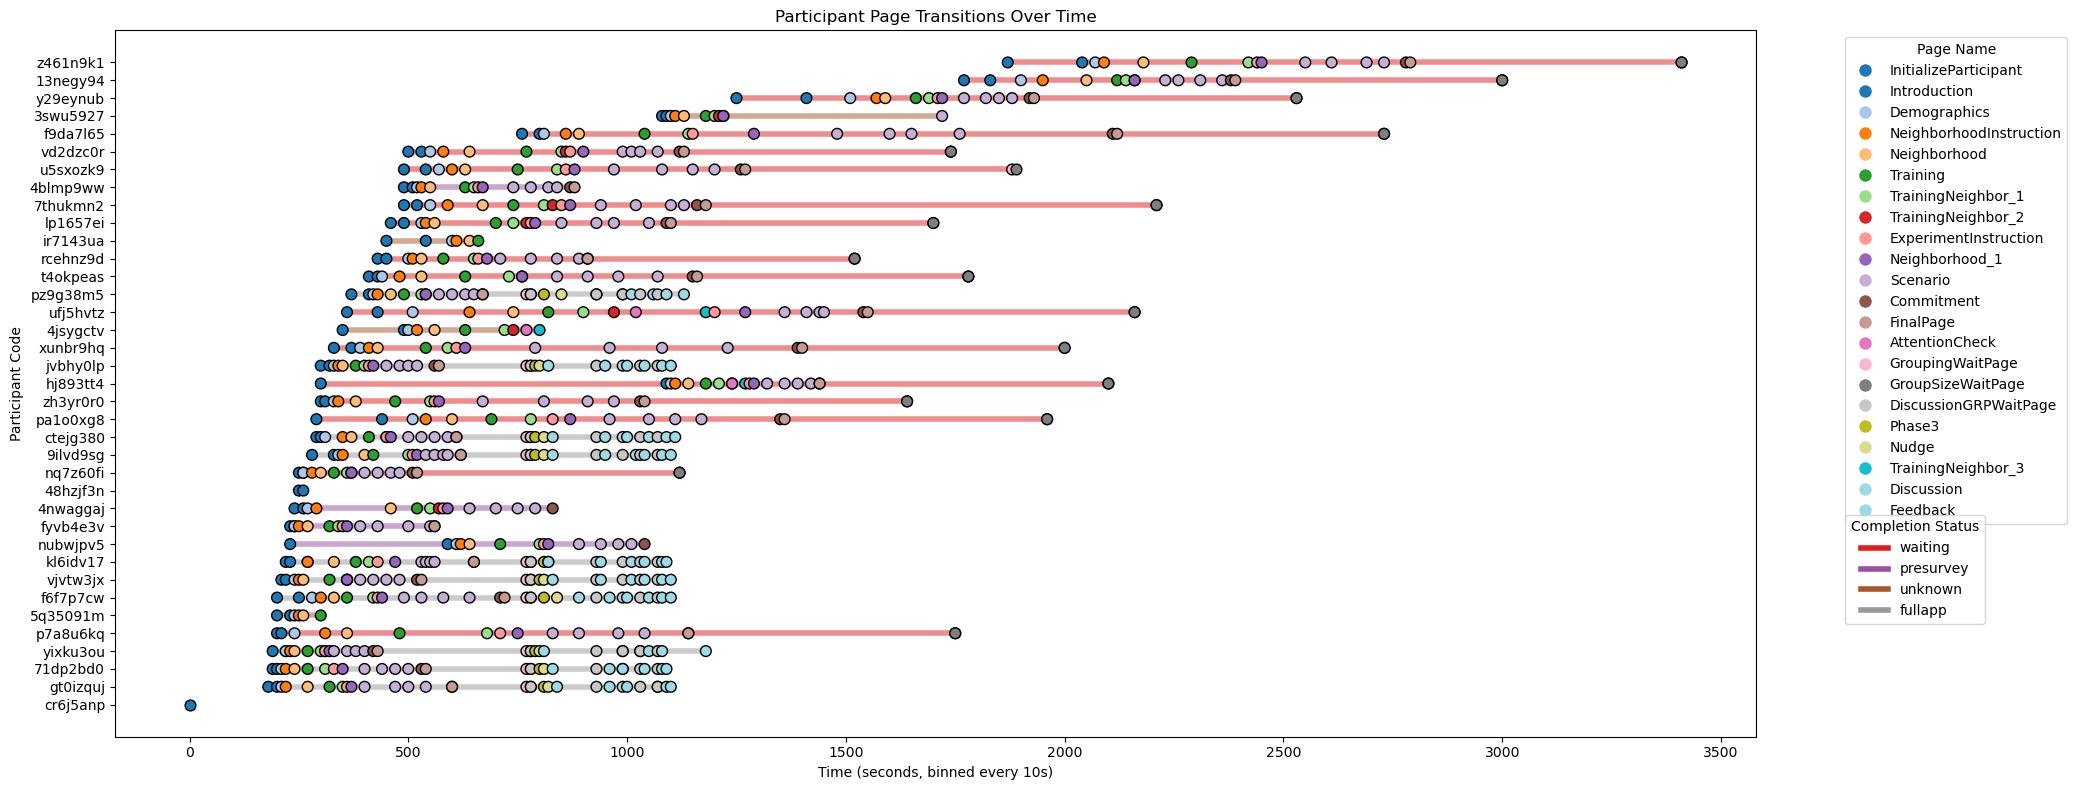 Participant Page Transitions Over Time
Participant Code
z461n9k1
13negy94
y29eynub
3swu5927
f9da7l65
vd2dzc0r
u5sxozk9
4blmp9ww
7thukmn2
lp1657ei
ir7143ua
rcehnz9d
t4okpeas
pz9g38m5
ufj5hvtz
4jsygctv
xunbr9hq
jvbhy0lp
hj893tt4
zh3yr0r0
pa1o0xg8
ctejg380
9ilvd9sg
nq7z60fi
48hzjf3n
4nwaggaj
fyvb4e3v
nubwjpv5
kl6idv17
vjvtw3jx
f6f7p7cw
5q35091m
p7a8u6kq
yixku3ou
71dp2bd0
gt0izquj
cr6j5anp
0 500 1000 1500 2000 2500 3000 3500
Time (seconds, binned every 10s)
Page Name
InitializeParticipant
Introduction
Demographics
NeighborhoodInstruction
Neighborhood
Training
TrainingNeighbor_1
TrainingNeighbor_2
ExperimentInstruction
Neighborhood_1
Scenario
Commitment
FinalPage
AttentionCheck
GroupingWaitPage
GroupSizeWaitPage
DiscussionGRPWaitPage
Phase3
Nudge
TrainingNeighbor_3
Discussion
Feedback
Completion Status
waiting
presurvey
unknown
fullapp